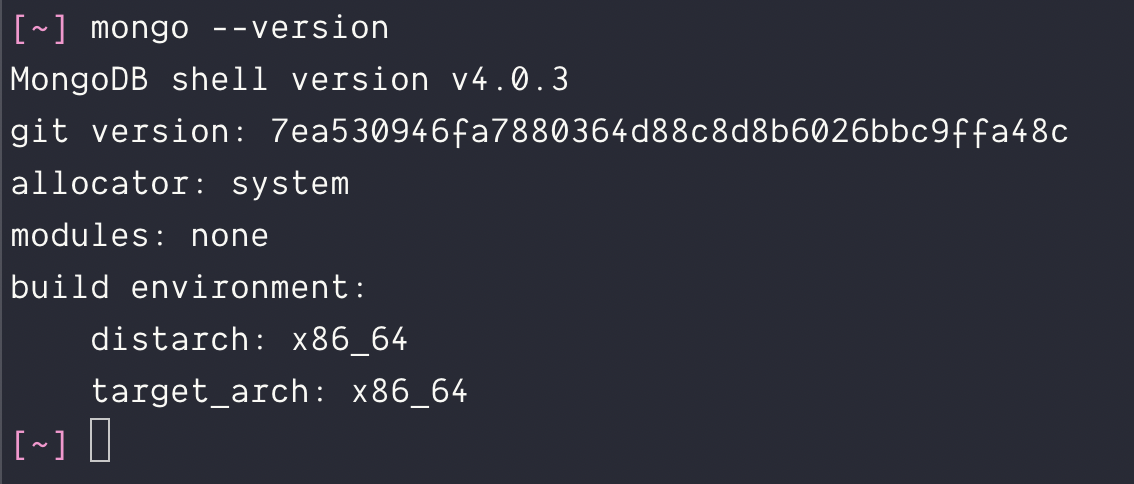 [~] mongo --version
MongoDB shell version v4.0.3
git version: 7ea530946fa7880364d88c8d8b6026bbc9ffa48c
allocator: system
modules: none
build environment:
    distarch: x86_64
    target_arch: x86_64
[~]